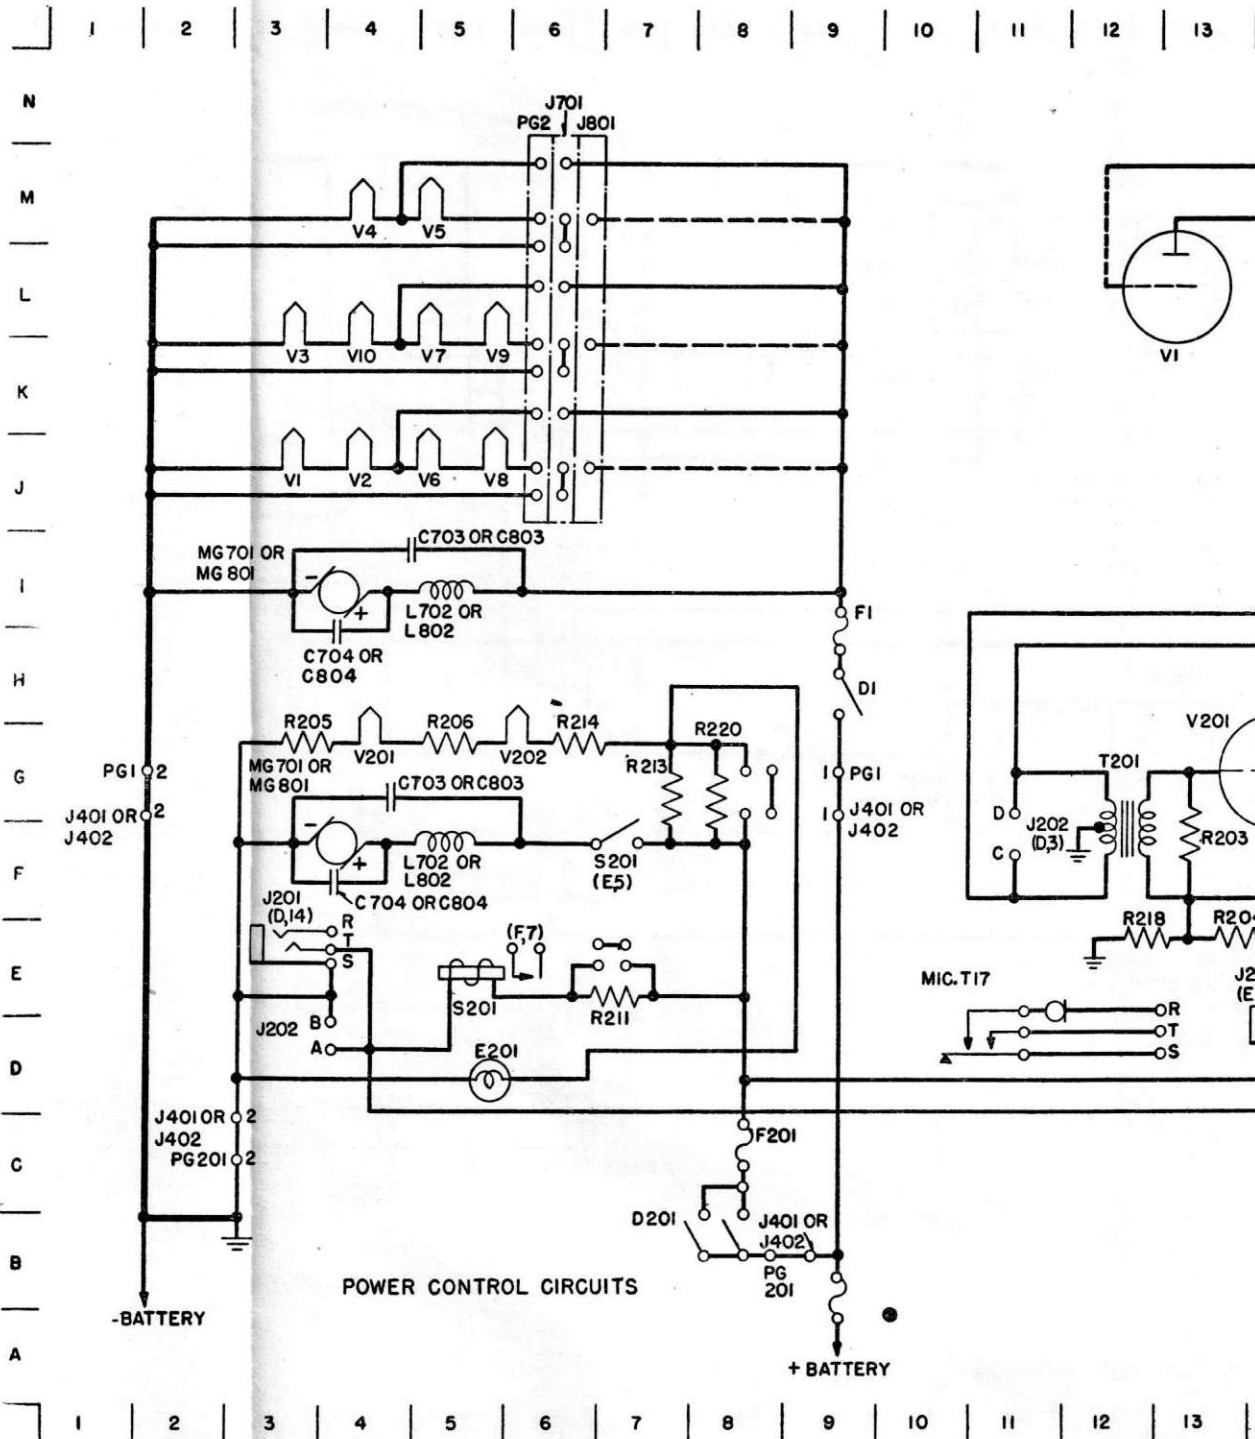 1 2 3 4 5 6 7 8 9 10 11 12 13
N
J701
PG2 J801
M
V4 V5
L
V3 V10 V7 V9
V1
K
J
V1 V2 V6 V8
C703 OR C803
MG701 OR
MG801
-
I
+
L702 OR
L802
F1
C704 OR
C804
H
D1
R205 R206 R214 R220
V201
V201 V202
MG701 OR
MG801
R213
T201
G
PG1 2
1 PG1
C703 OR C803
J401 OR 2
J402
1 J401 OR
J402
D
J202
(D,3)
R203
-
C
F
+
L702 OR
L802
S201
(E,5)
C704 OR C804
J201
(D,14)
R
T
S
(F,7)
R218 R204
E
MIC. T17
S201
R211
R
T
S
J202
B
A
E201
D
J401 OR 2
J402
F201
C
PG201 2
D201
J401 OR
J402
PG
201
B
POWER CONTROL CIRCUITS
-BATTERY
A
+ BATTERY
1 2 3 4 5 6 7 8 9 10 11 12 13